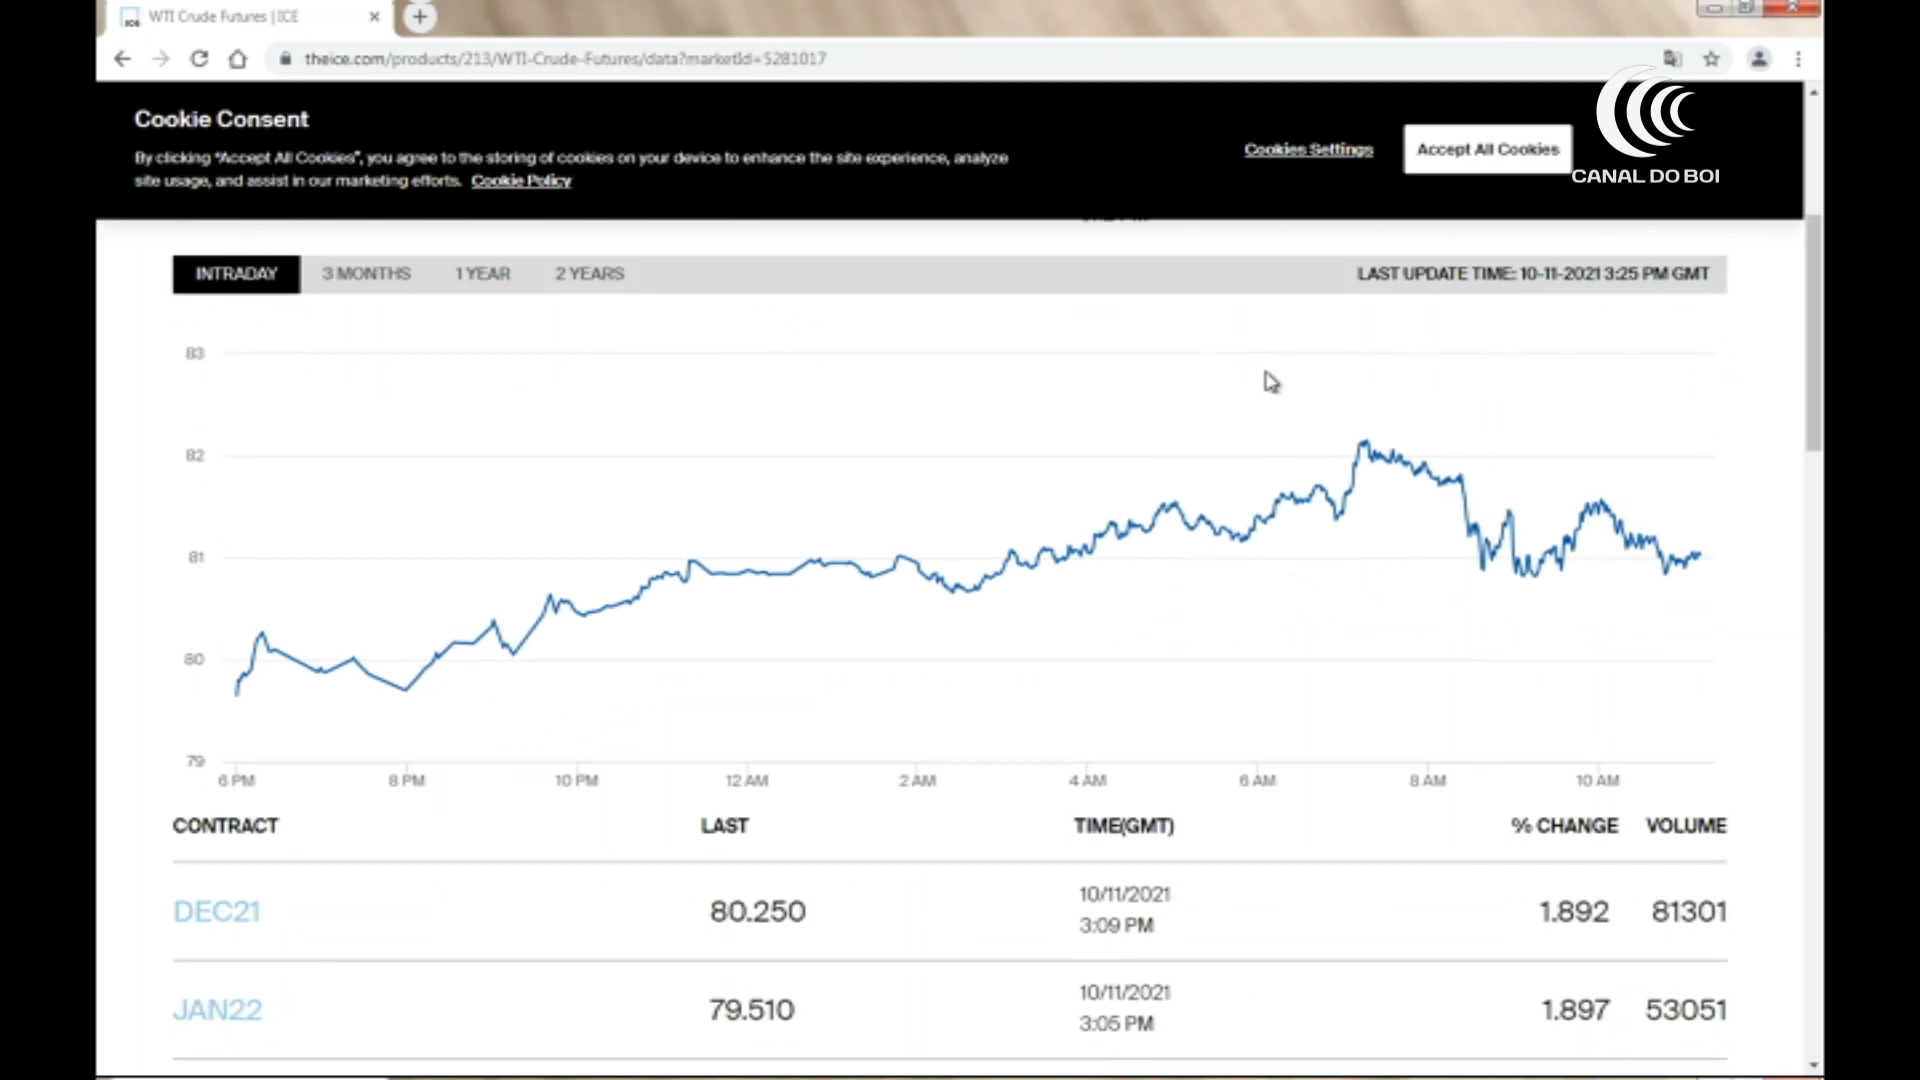 WTI Crude Futures | ICE
theice.com/products/213/WTI-Crude-Futures/data?marketId=5281017
Cookie Consent
By clicking "Accept All Cookies", you agree to the storing of cookies on your device to enhance the site experience, analyze
site usage, and assist in our marketing efforts. Cookie Policy
Cookies Settings
Accept All Cookies
CANAL DO BOI
INTRADAY 3 MONTHS 1 YEAR 2 YEARS LAST UPDATE TIME: 10-11-2021 3:25 PM GMT
83
82
81
80
79
6 PM 8 PM 10 PM 12 AM 2 AM 4 AM 6 AM 8 AM 10 AM
CONTRACT LAST TIME(GMT) % CHANGE VOLUME
DEC21 80.250 10/11/2021 3:09 PM 1.892 81301
JAN22 79.510 10/11/2021 3:05 PM 1.897 53051